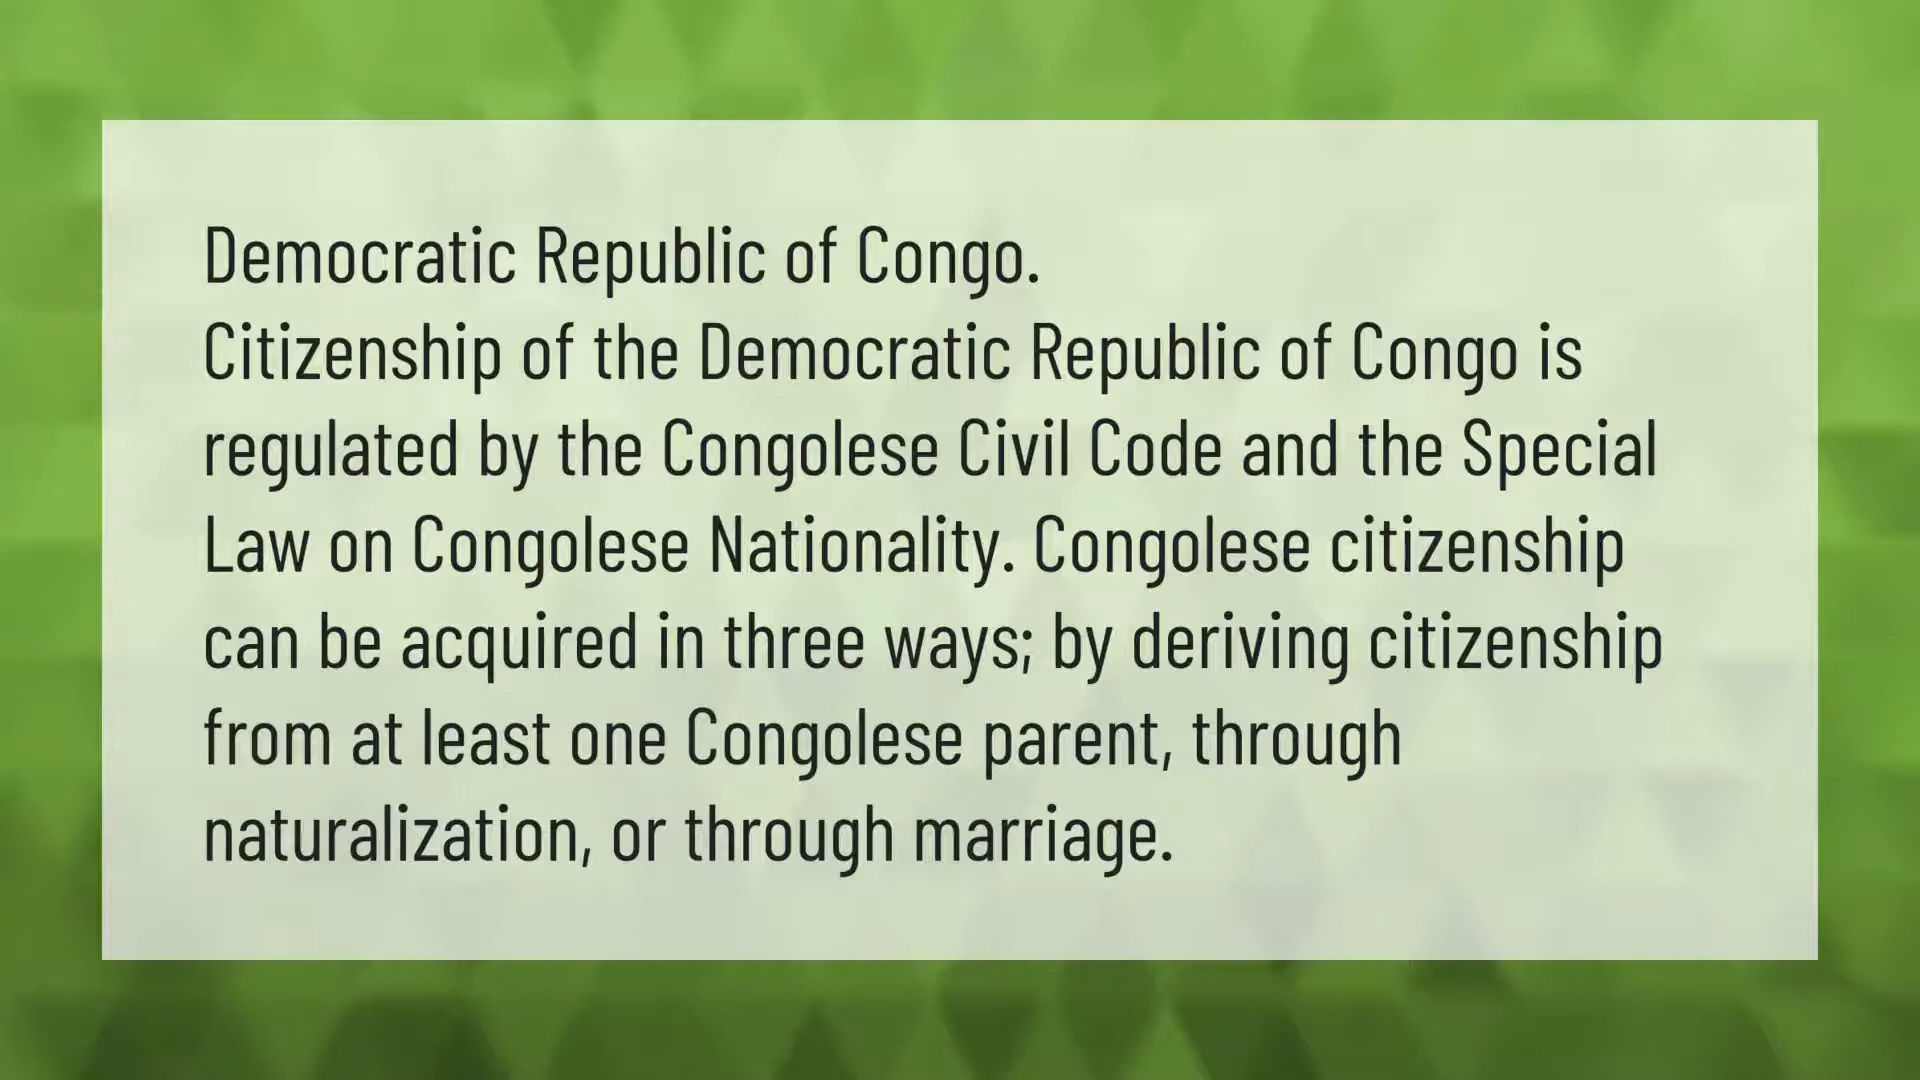 Democratic Republic of Congo.
Citizenship of the Democratic Republic of Congo is
regulated by the Congolese Civil Code and the Special
Law on Congolese Nationality. Congolese citizenship
can be acquired in three ways; by deriving citizenship
from at least one Congolese parent, through
naturalization, or through marriage.